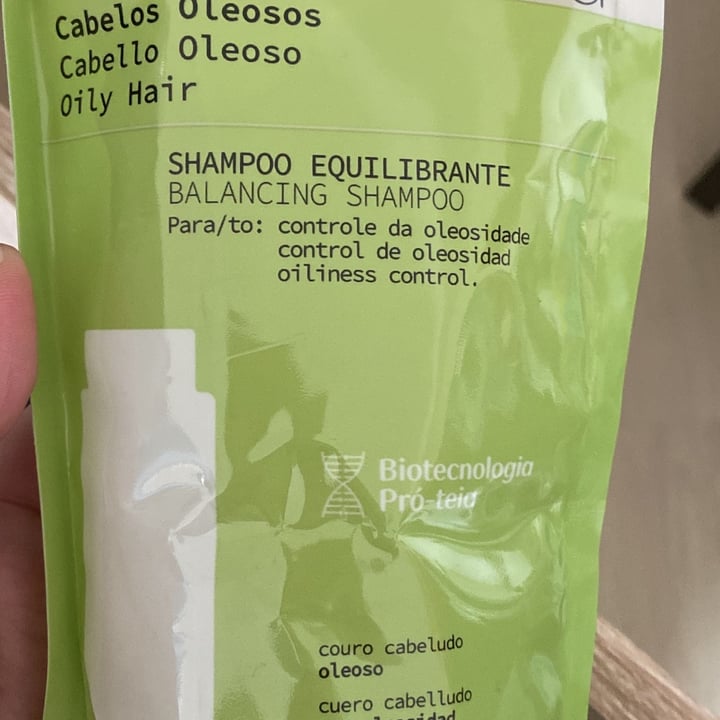 Cabelos Oleosos
Cabello Oleoso
Oily Hair
SHAMPOO EQUILIBRANTE
BALANCING SHAMPOO
Para/to: controle da oleosidade
control de oleosidad
oiliness control.
Biotecnologia
Pró-teia
couro cabeludo
oleoso
cuero cabelludo